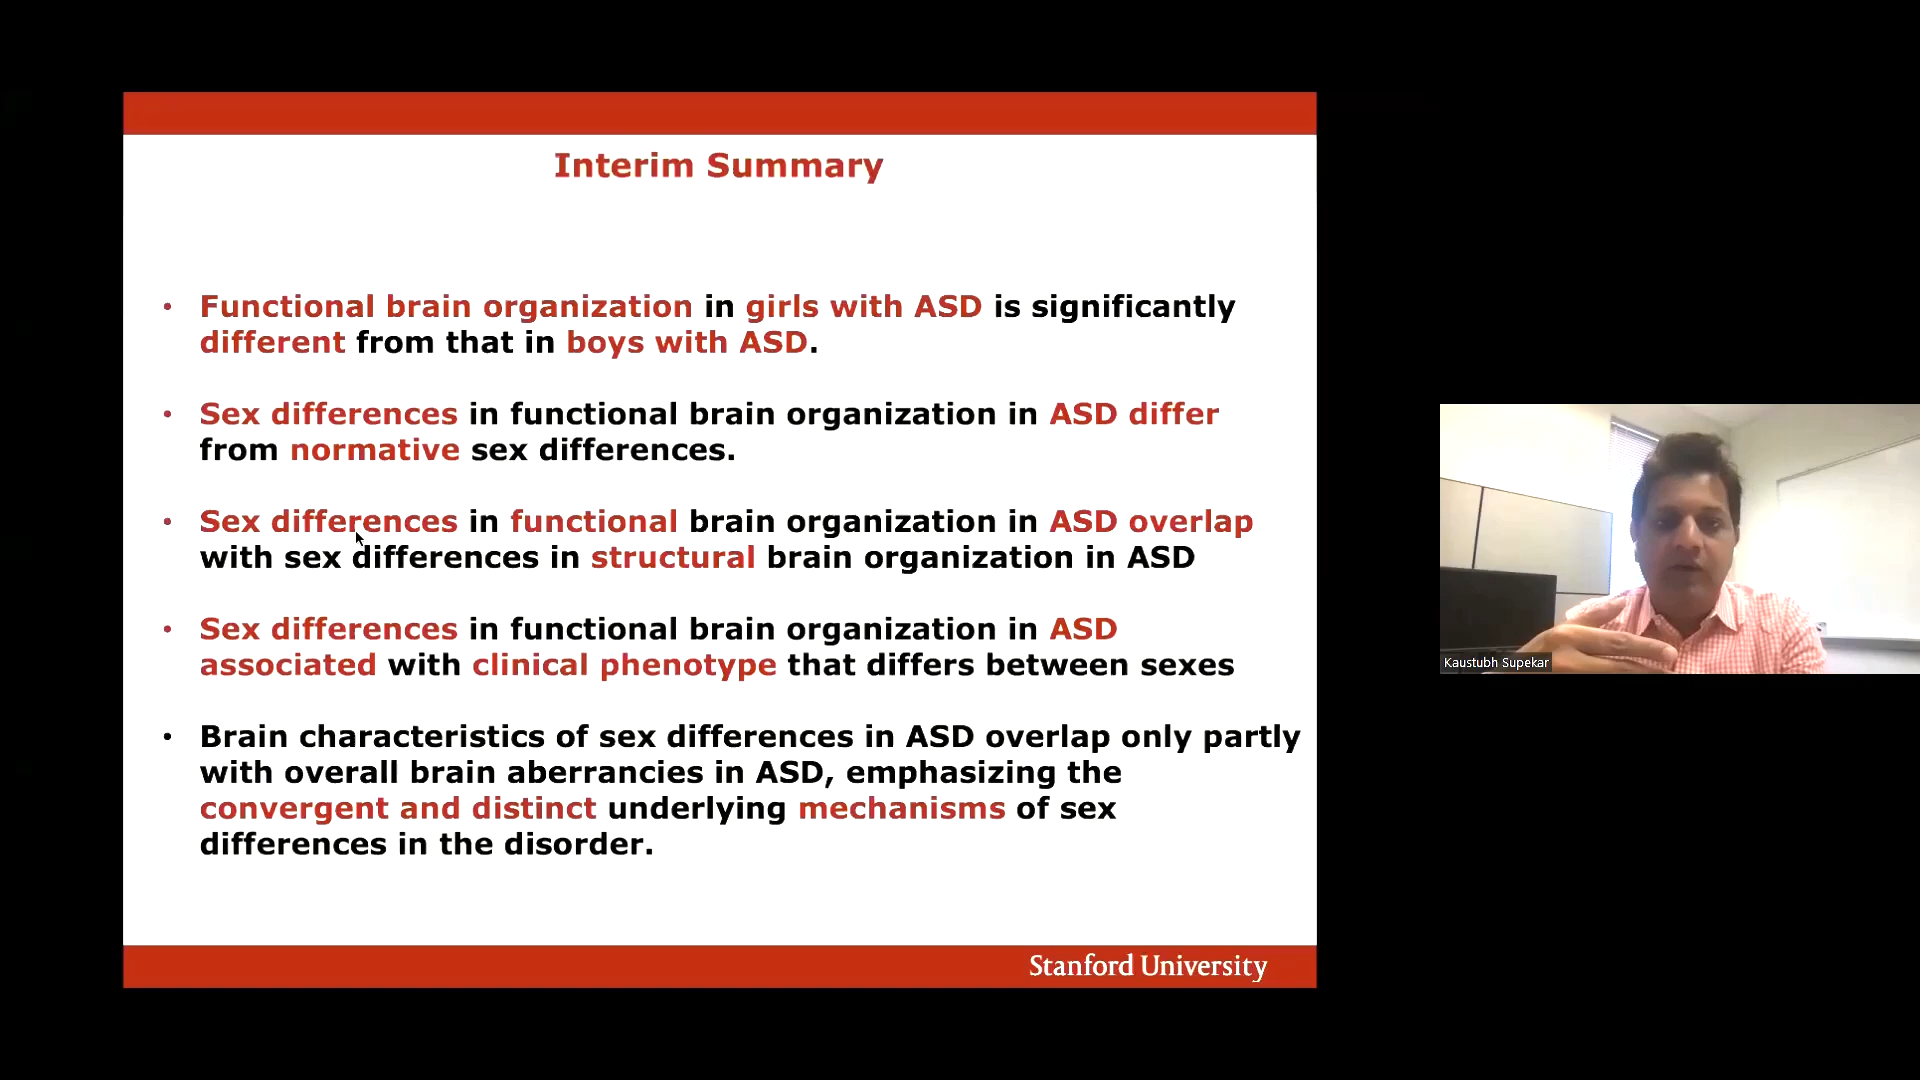 Interim Summary
• Functional brain organization in girls with ASD is significantly
different from that in boys with ASD.
• Sex differences in functional brain organization in ASD differ
from normative sex differences.
• Sex differences in functional brain organization in ASD overlap
with sex differences in structural brain organization in ASD
• Sex differences in functional brain organization in ASD
associated with clinical phenotype that differs between sexes
• Brain characteristics of sex differences in ASD overlap only partly
with overall brain aberrancies in ASD, emphasizing the
convergent and distinct underlying mechanisms of sex
differences in the disorder.
Stanford University
Kaustubh Supekar